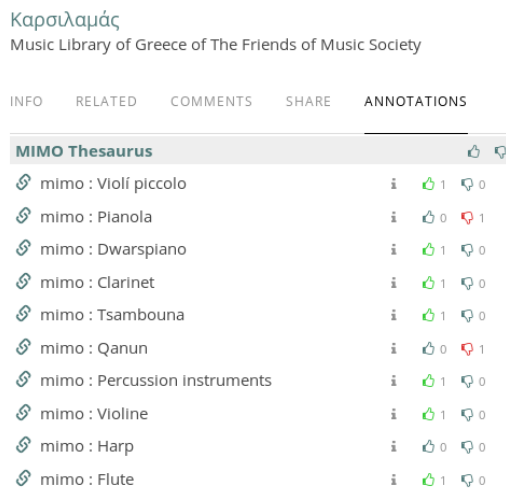 Καρσιλαμάς
Music Library of Greece of The Friends of Music Society
INFO RELATED COMMENTS SHARE ANNOTATIONS
MIMO Thesaurus
mimo : Violí piccolo 1 0
mimo : Pianola 0 1
mimo : Dwarspiano 1 0
mimo : Clarinet 1 0
mimo : Tsambouna 1 0
mimo : Qanun 0 1
mimo : Percussion instruments 1 0
mimo : Violine 1 0
mimo : Harp 0 0
mimo : Flute 1 0